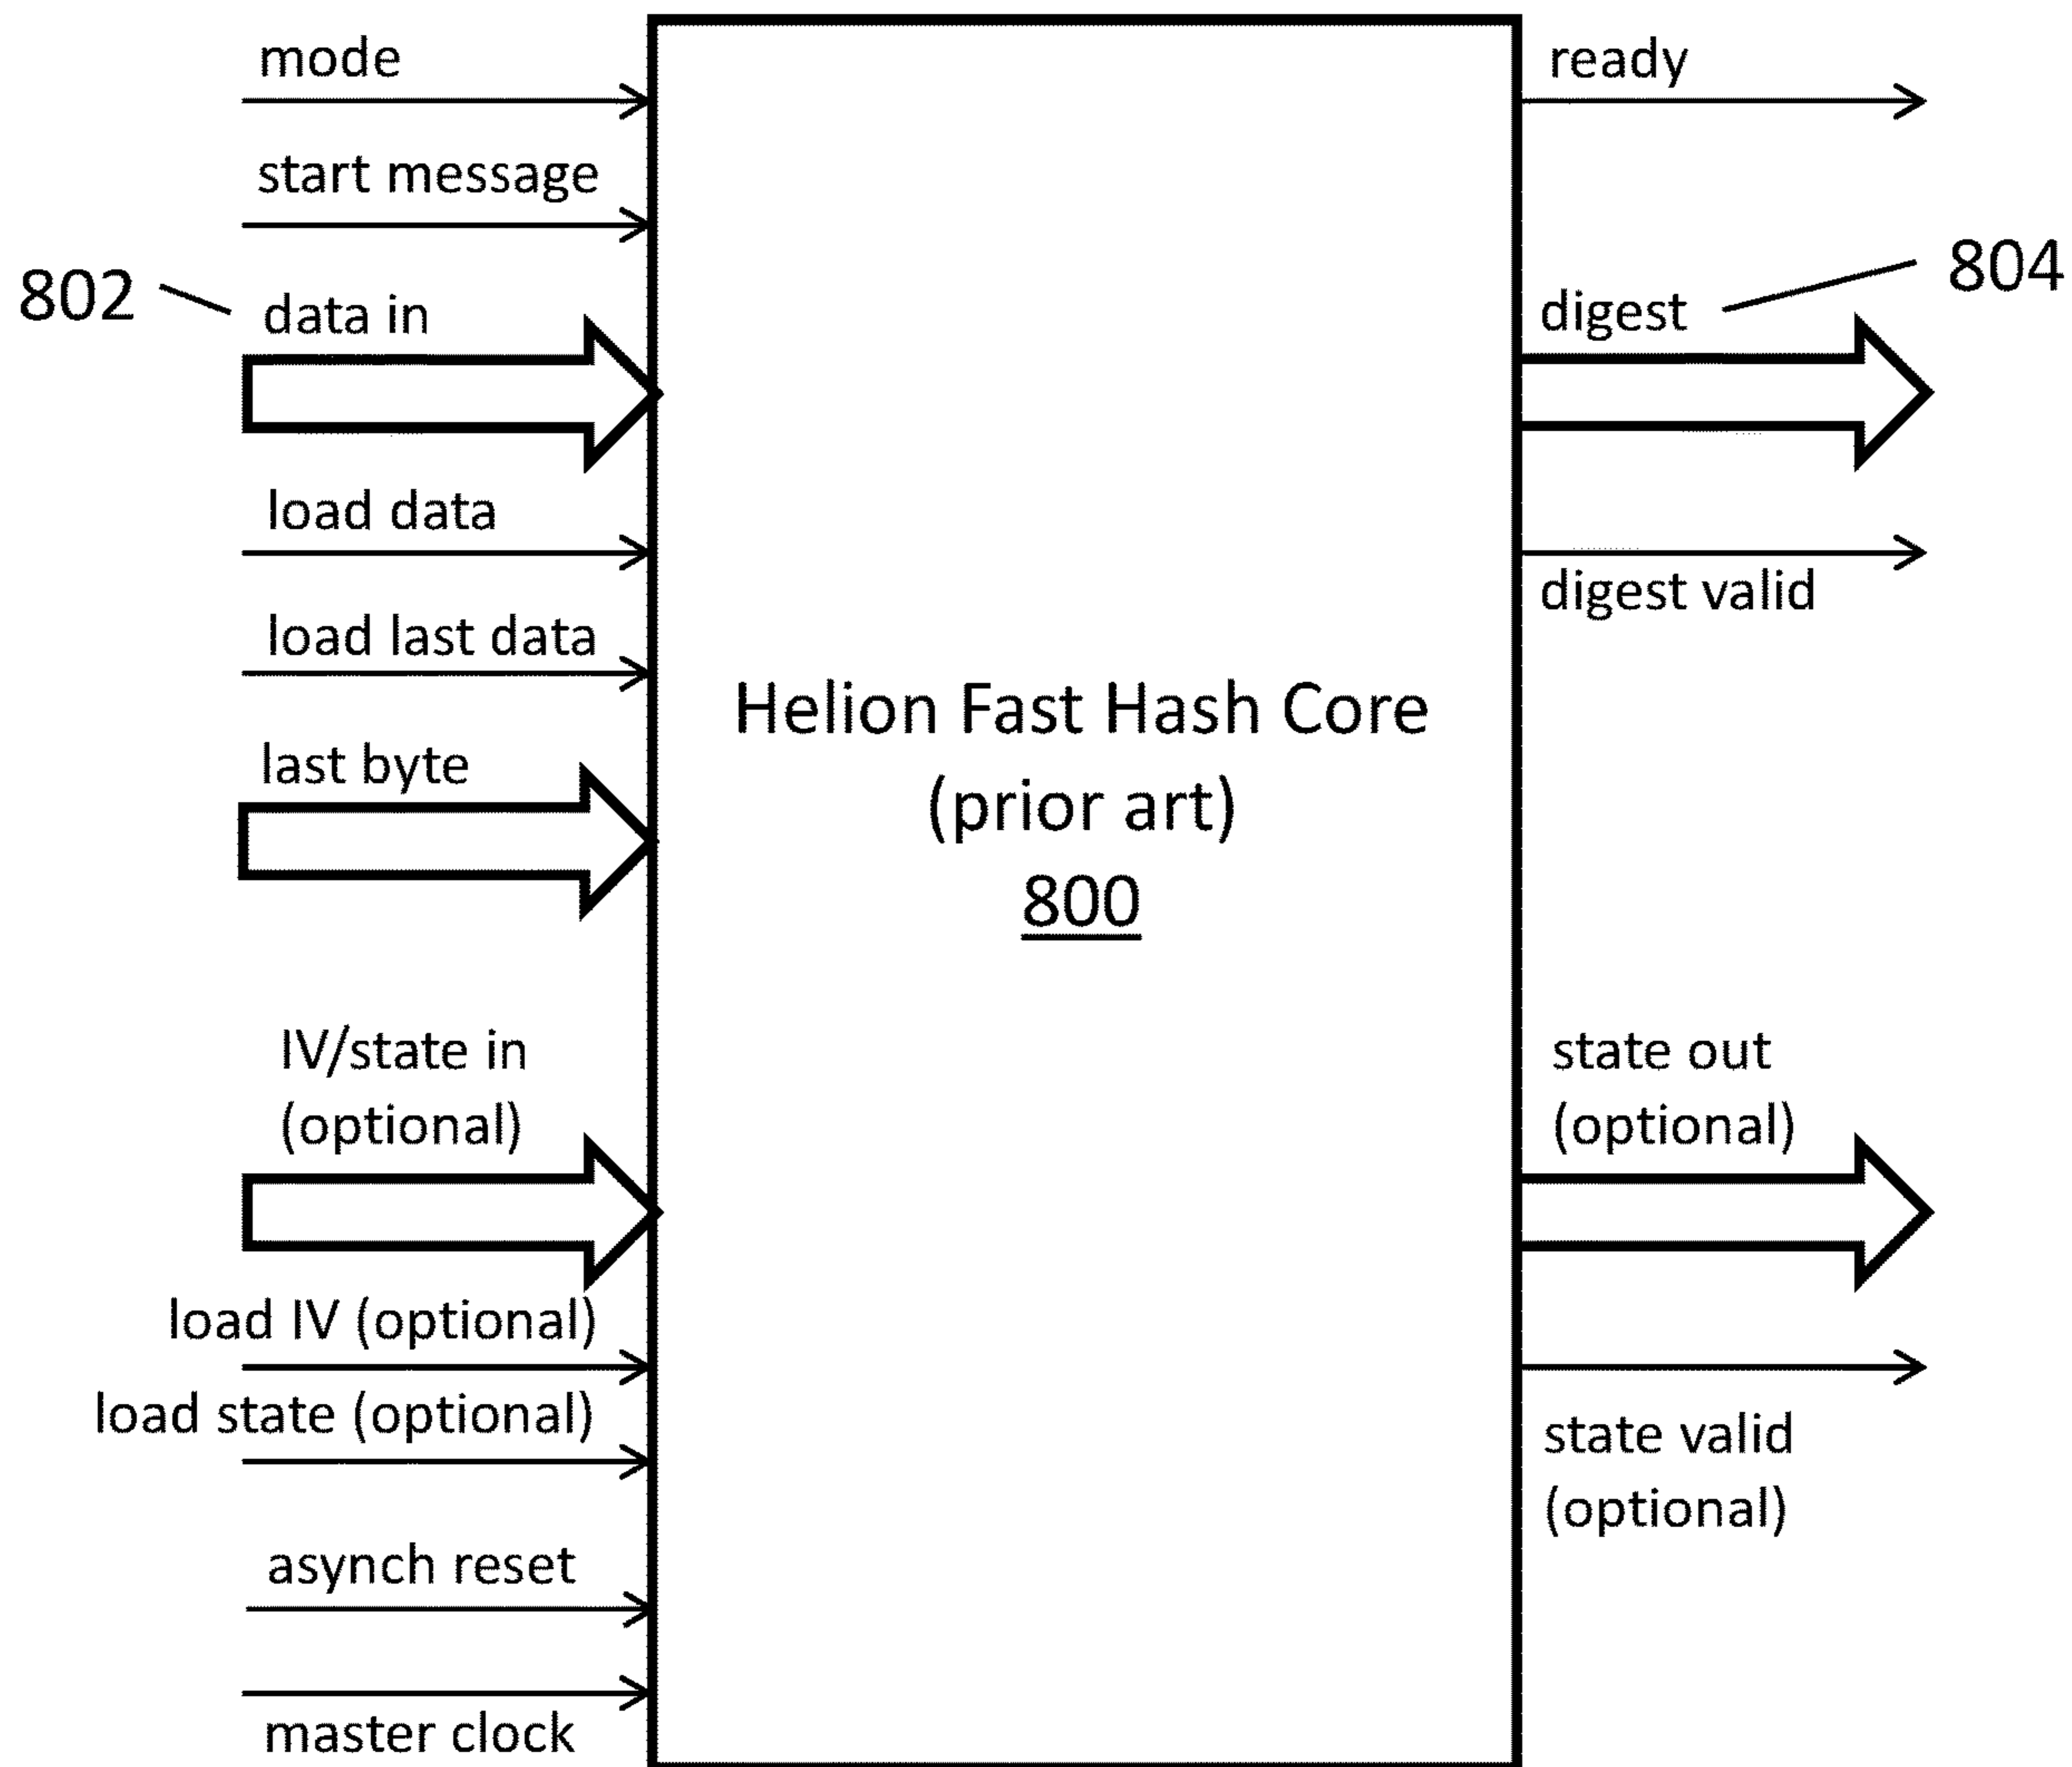 mode
start message
802
data in
load data
load last data
last byte
IV/state in
(optional)
load IV (optional)
load state (optional)
asynch reset
master clock
Helion Fast Hash Core
(prior art)
800
ready
804
digest
digest valid
state out
(optional)
state valid
(optional)